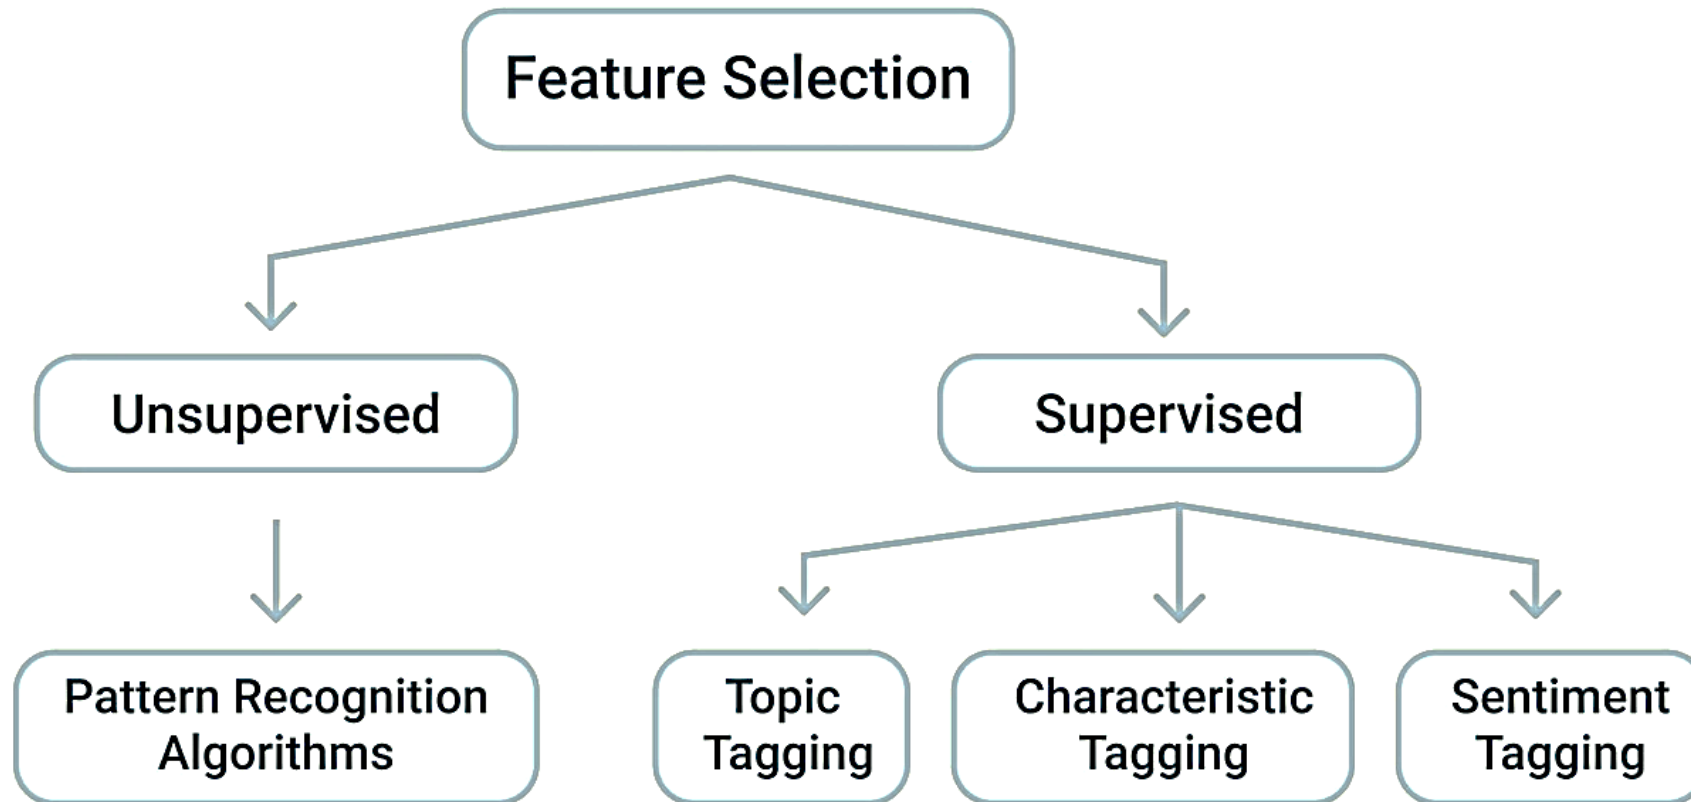 Feature Selection
Unsupervised
Supervised
Pattern Recognition
Algorithms
Topic
Tagging
Characteristic
Tagging
Sentiment
Tagging